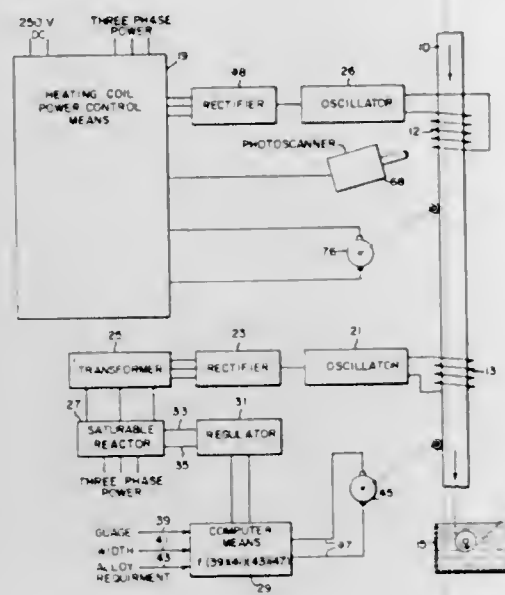 250 V
DC
THREE PHASE
POWER
19
10
HEATING COIL
POWER CONTROL
MEANS
48
RECTIFIER
26
OSCILLATOR
12
PHOTOSCANNER
68
76
25
TRANSFORMER
23
RECTIFIER
21
OSCILLATOR
13
27
SATURABLE
REACTOR
33
35
31
REGULATOR
THREE PHASE
POWER
45
GUAGE 39
WIDTH 41
ALLOY 43
REQUIRMENT
COMPUTER
MEANS
29
47
15